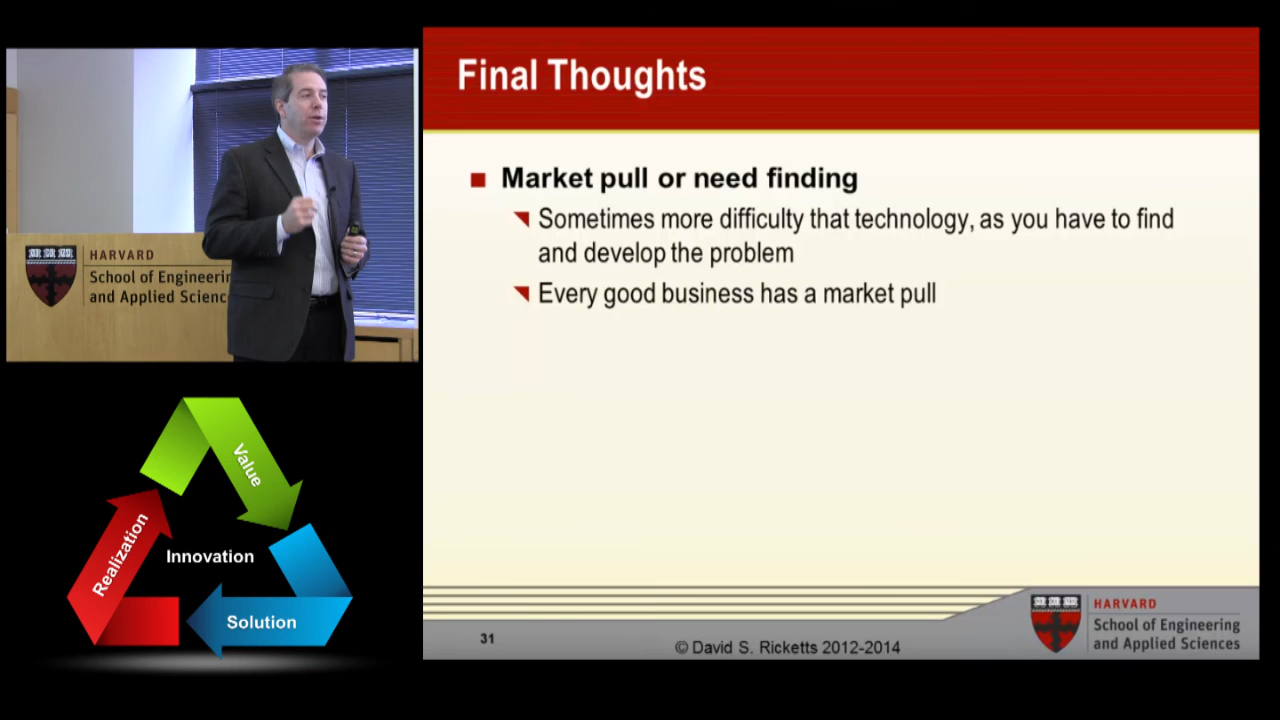 HARVARD
School of Engineerin
and Applied Scienc
Value
Realization
Innovation
Solution
Final Thoughts
Market pull or need finding
Sometimes more difficulty that technology, as you have to find
and develop the problem
Every good business has a market pull
31
© David S. Ricketts 2012-2014
HARVARD
School of Engineering
and Applied Sciences